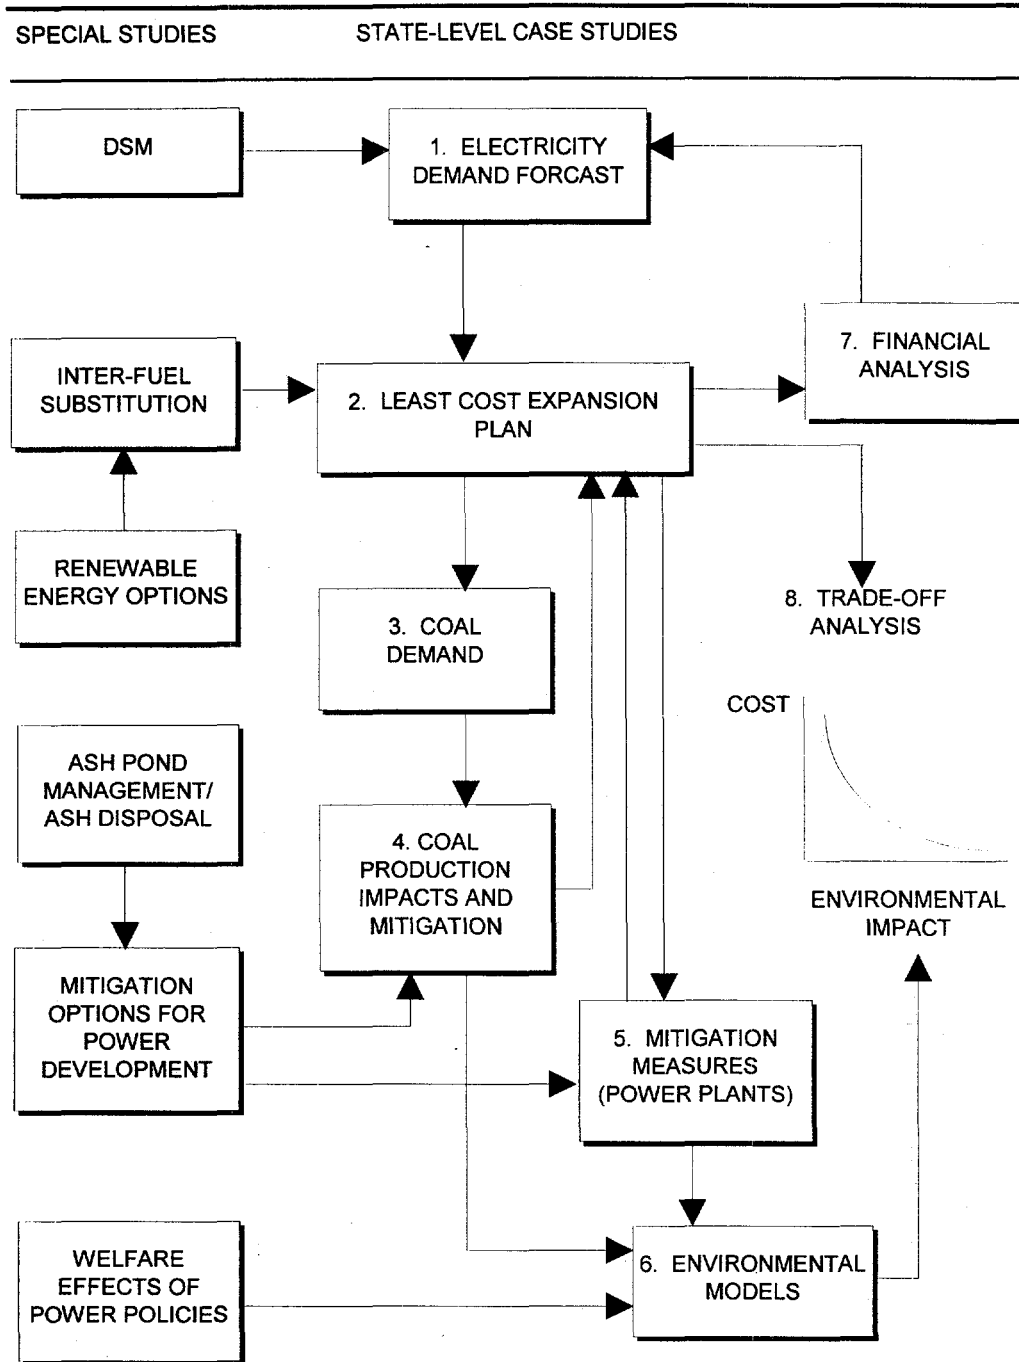 SPECIAL STUDIES
STATE-LEVEL CASE STUDIES
DSM
1. ELECTRICITY
DEMAND FORCAST
7. FINANCIAL
ANALYSIS
INTER-FUEL
SUBSTITUTION
2. LEAST COST EXPANSION
PLAN
RENEWABLE
ENERGY OPTIONS
3. COAL
DEMAND
8. TRADE-OFF
ANALYSIS
COST
ENVIRONMENTAL
IMPACT
ASH POND
MANAGEMENT/
ASH DISPOSAL
4. COAL
PRODUCTION
IMPACTS AND
MITIGATION
MITIGATION
OPTIONS FOR
POWER
DEVELOPMENT
5. MITIGATION
MEASURES
(POWER PLANTS)
WELFARE
EFFECTS OF
POWER POLICIES
6. ENVIRONMENTAL
MODELS